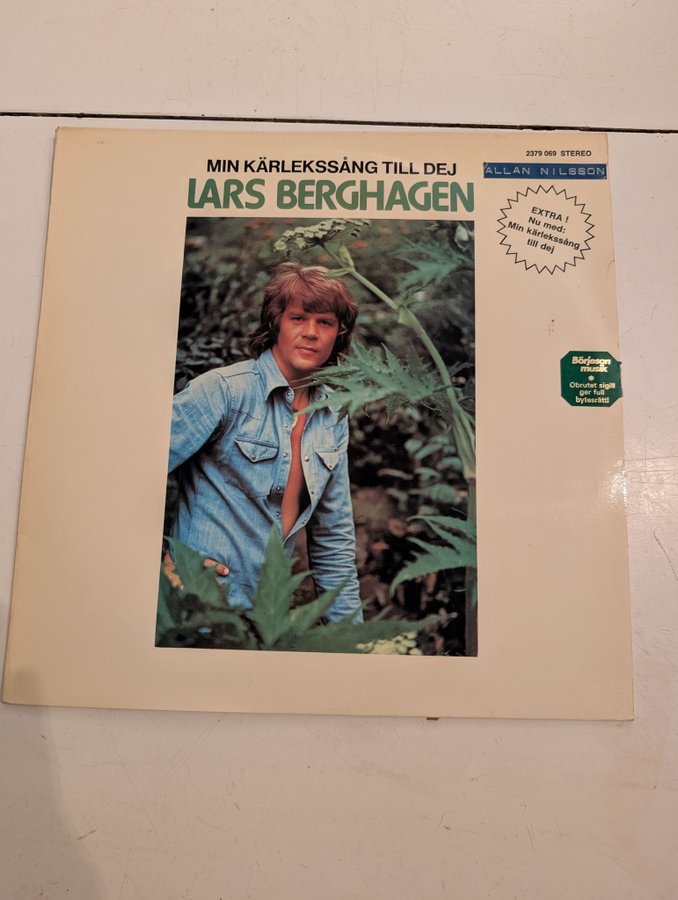 2379 069 STEREO
MIN KÄRLEKSSÅNG TILL DEJ
ALLAN NILSSON
LARS BERGHAGEN
EXTRA !
Nu med:
Min kärlekssång
till dej
Börjeson
musik
Obrutet sigill
ger full
bytesrätt!